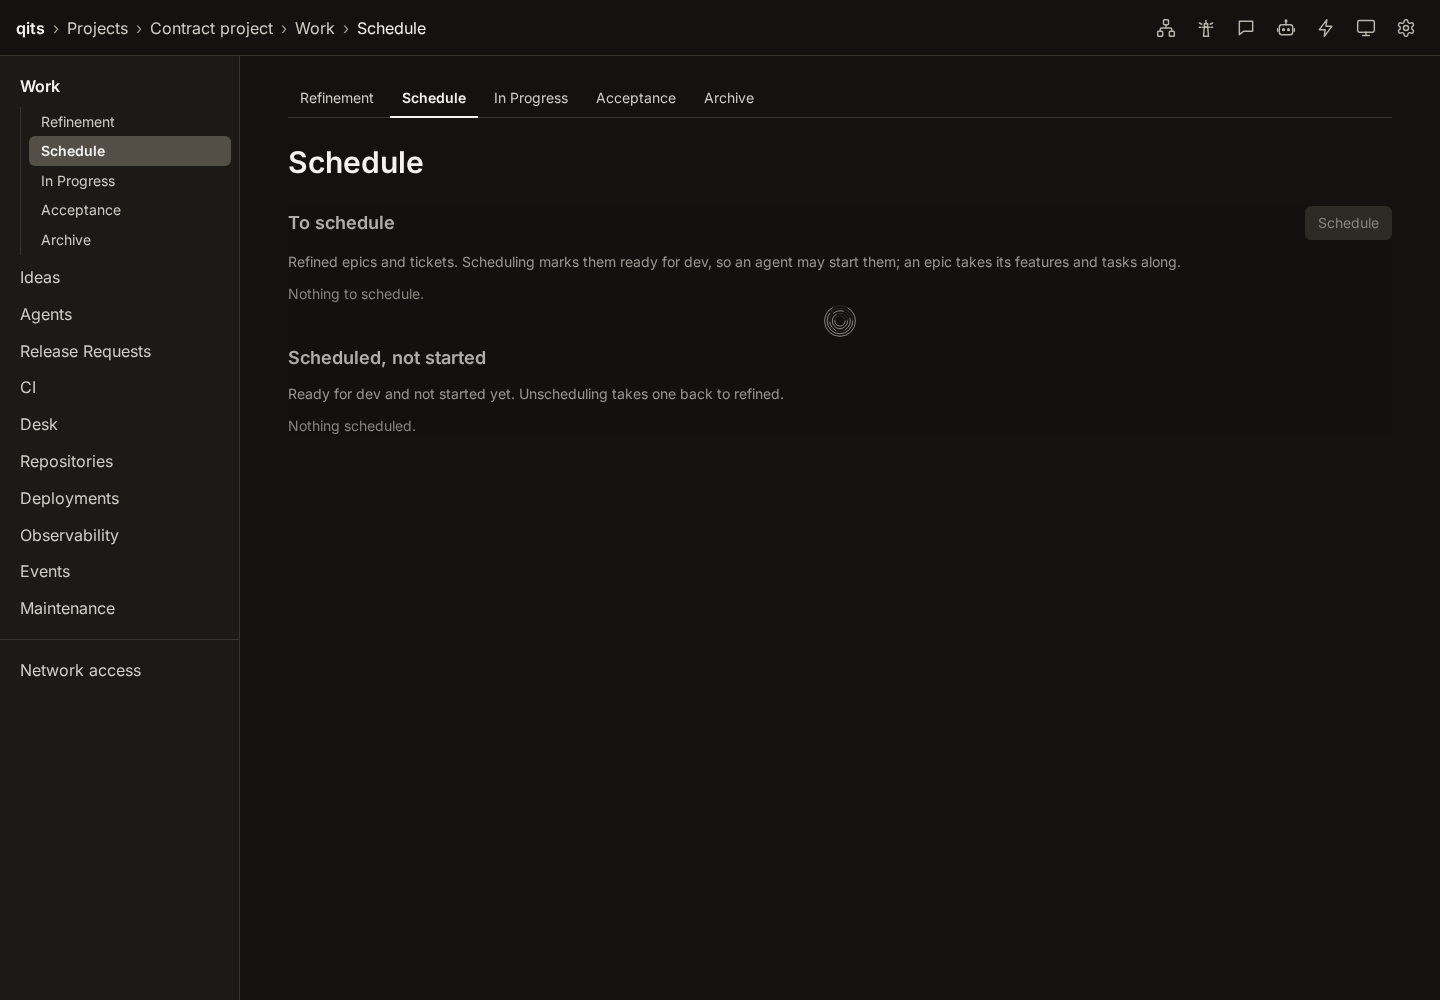 qits › Projects › Contract project › Work › Schedule
Work
Refinement
Schedule
In Progress
Acceptance
Archive
Ideas
Agents
Release Requests
CI
Desk
Repositories
Deployments
Observability
Events
Maintenance
Network access
Refinement Schedule In Progress Acceptance Archive
Schedule
To schedule
Schedule
Refined epics and tickets. Scheduling marks them ready for dev, so an agent may start them; an epic takes its features and tasks along.
Nothing to schedule.
Scheduled, not started
Ready for dev and not started yet. Unscheduling takes one back to refined.
Nothing scheduled.